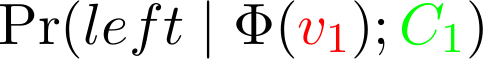 Pr(left | Φ(v₁); C₁)